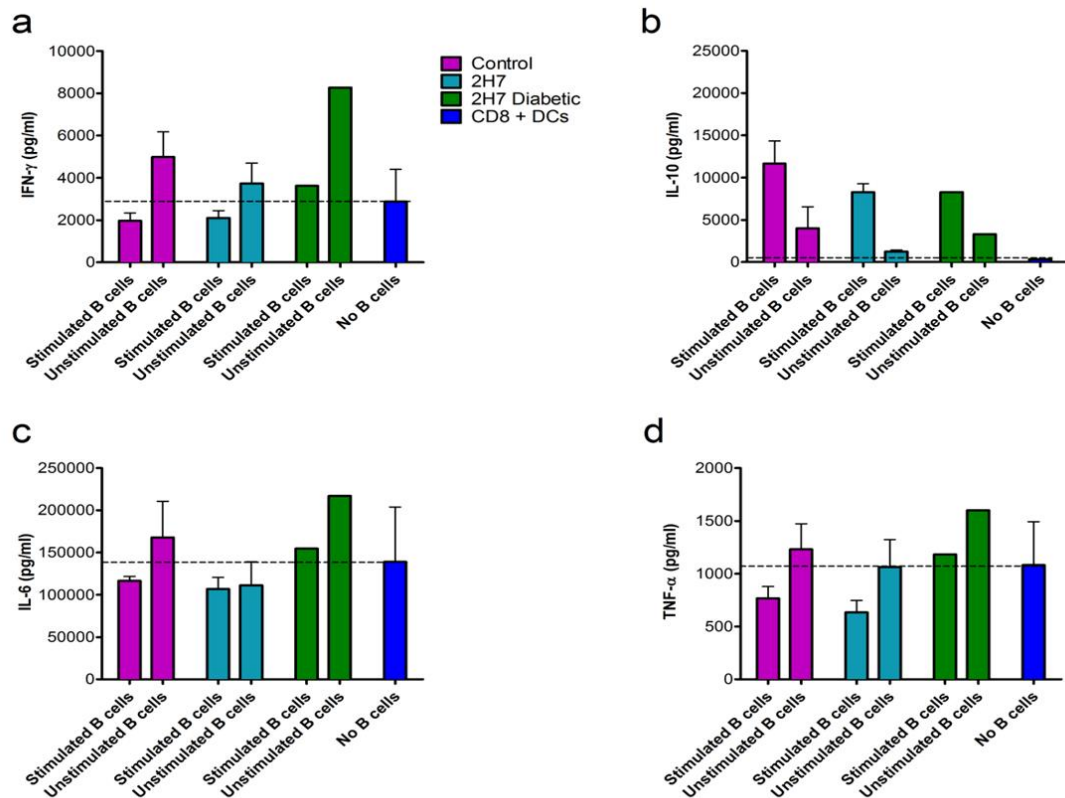 a
IFN-γ (pg/ml)
10000
8000
6000
4000
2000
0
Stimulated B cells
Unstimulated B cells
Stimulated B cells
Unstimulated B cells
Stimulated B cells
Unstimulated B cells
No B cells
Control
2H7
2H7 Diabetic
CD8 + DCs
b
IL-10 (pg/ml)
25000
20000
15000
10000
5000
0
Stimulated B cells
Unstimulated B cells
Stimulated B cells
Unstimulated B cells
Stimulated B cells
Unstimulated B cells
No B cells
c
IL-6 (pg/ml)
250000
200000
150000
100000
50000
0
Stimulated B cells
Unstimulated B cells
Stimulated B cells
Unstimulated B cells
Stimulated B cells
Unstimulated B cells
No B cells
d
TNF-α (pg/ml)
2000
1500
1000
500
0
Stimulated B cells
Unstimulated B cells
Stimulated B cells
Unstimulated B cells
Stimulated B cells
Unstimulated B cells
No B cells